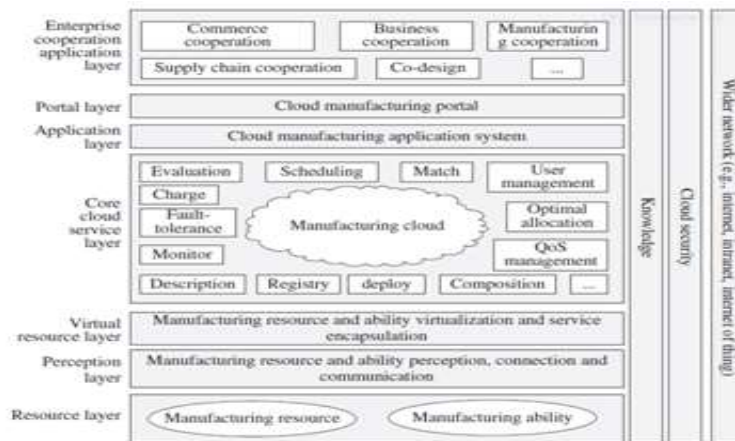 Enterprise
cooperation
application
layer
Commerce
cooperation
Business
cooperation
Manufacturin
g cooperation
Supply chain cooperation
Co-design
...
Portal layer
Cloud manufacturing portal
Application
layer
Cloud manufacturing application system
Core
cloud
service
layer
Evaluation
Scheduling
Match
User
management
Charge
Fault-
tolerance
Manufacturing cloud
Optimal
allocation
Monitor
QoS
management
Description
Registry
deploy
Composition
...
Virtual
resource layer
Manufacturing resource and ability virtualization and service
encapsulation
Perception
layer
Manufacturing resource and ability perception, connection and
communication
Resource layer
Manufacturing resource
Manufacturing ability
Knowledge
Cloud security
Wider network (e.g., internet, intranet, internet of thing)